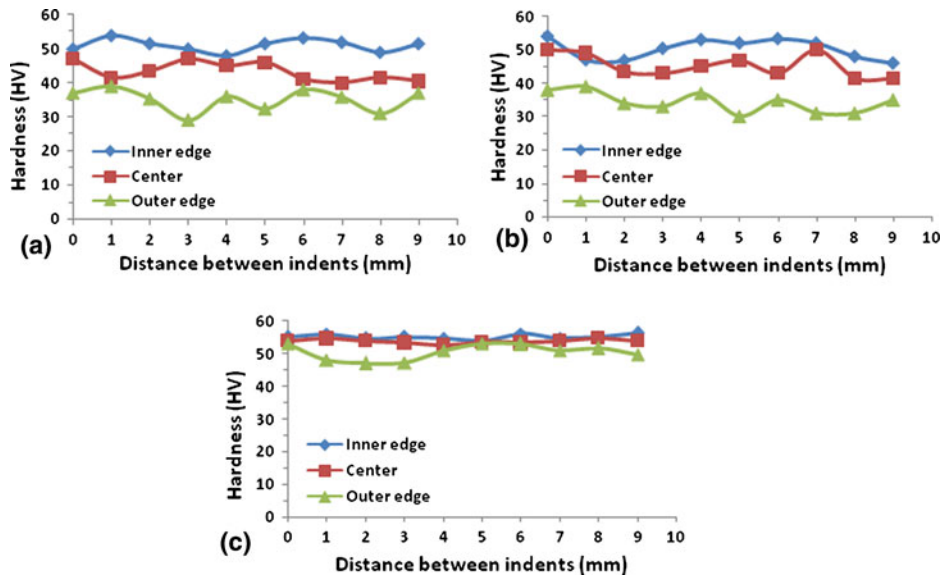 60
50
40
30
20
10
0
Hardness (HV)
Inner edge
Center
Outer edge
0 1 2 3 4 5 6 7 8 9 10
(a)
Distance between indents (mm)
60
50
40
30
20
10
0
Hardness (HV)
Inner edge
Center
Outer edge
0 1 2 3 4 5 6 7 8 9 10
(b)
Distance between indents (mm)
60
50
40
30
20
10
0
Hardness (HV)
Inner edge
Center
Outer edge
0 1 2 3 4 5 6 7 8 9 10
(c)
Distance between indents (mm)